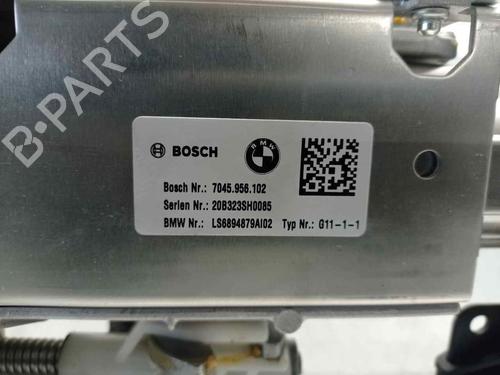 B-PARTS
BOSCH
BMW
Bosch Nr.: 7045.956.102
Serien Nr.: 20B323SH0085
BMW Nr.: LS6894879AI02 Typ Nr.: G11-1-1